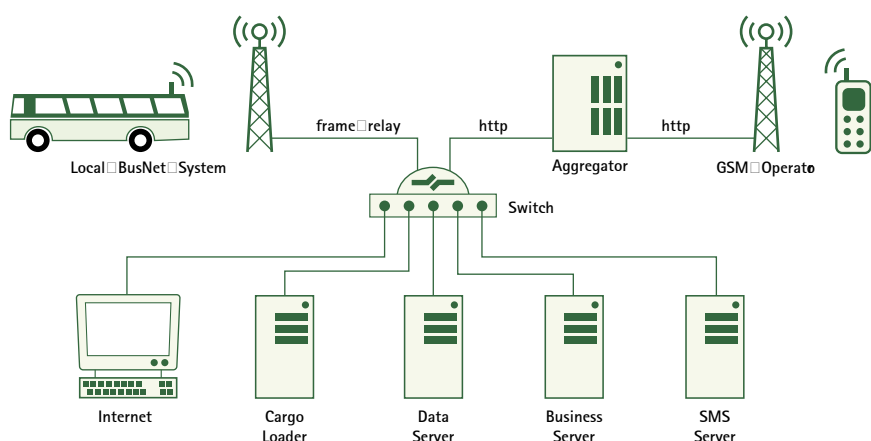 frame□relay
http
http
Local□BusNet□System
Aggregator
GSM□Operator
Switch
Internet
Cargo
Loader
Data
Server
Business
Server
SMS
Server